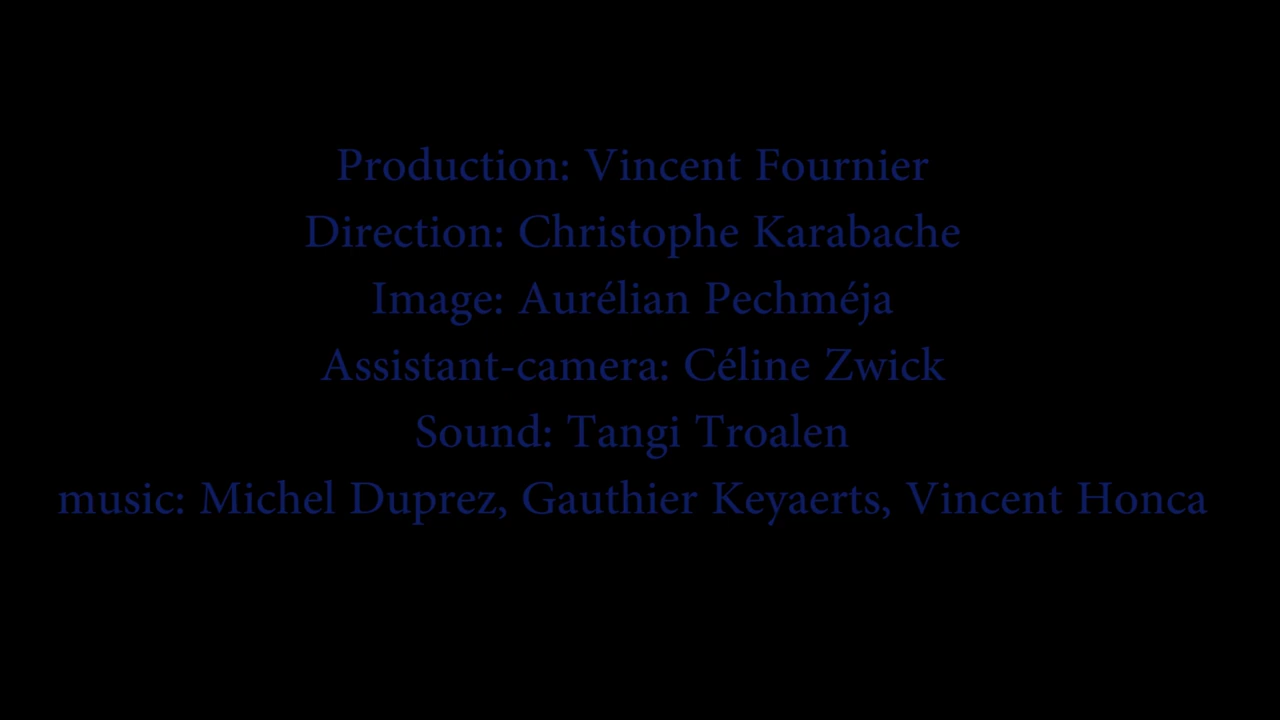 Production: Vincent Fournier
Direction: Christophe Karabache
Image: Aurélian Pechméja
Assistant-camera: Céline Zwick
Sound: Tangi Troalen
music: Michel Duprez, Gauthier Keyaerts, Vincent Honca